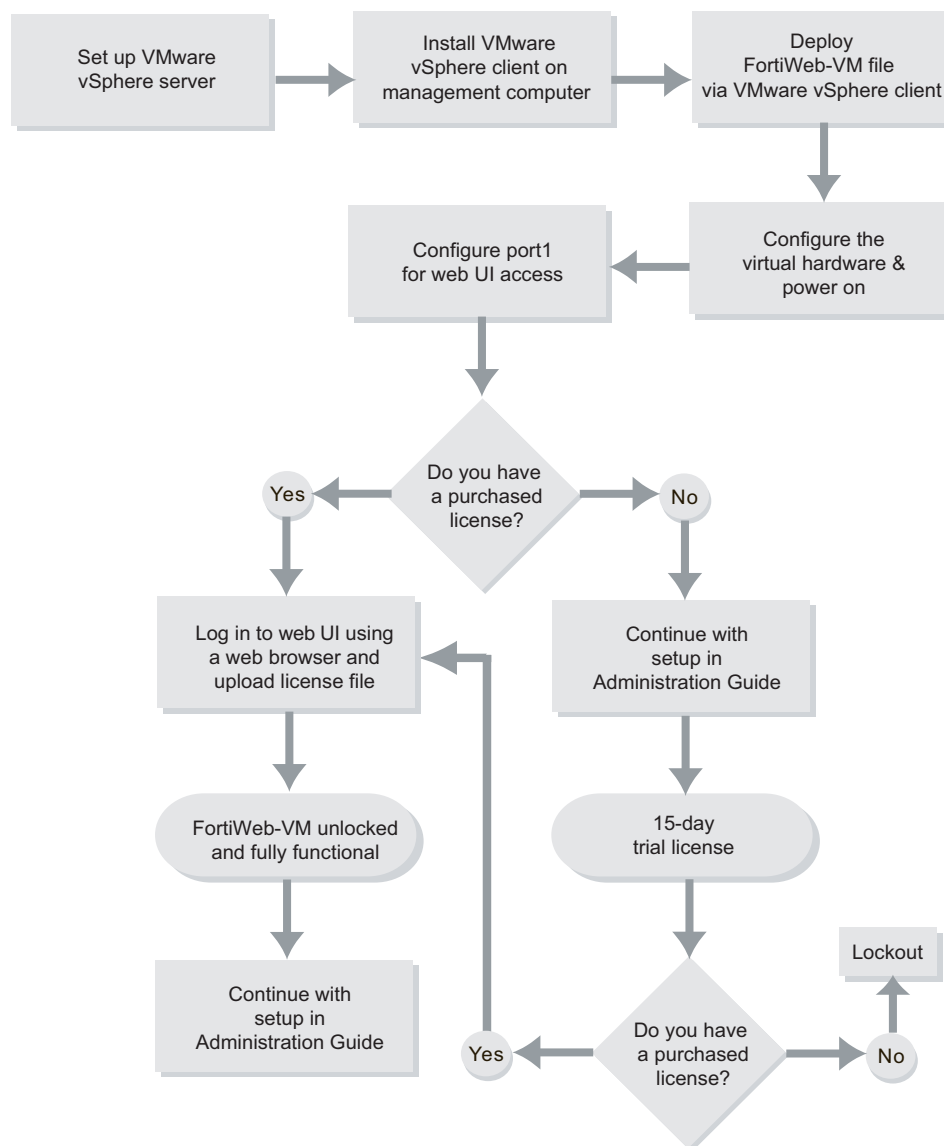 Set up VMware
vSphere server
Install VMware
vSphere client on
management computer
Deploy
FortiWeb-VM file
via VMware vSphere client
Configure the
virtual hardware &
power on
Configure port1
for web UI access
Do you have
a purchased
license?
Yes
No
Log in to web UI using
a web browser and
upload license file
Continue with
setup in
Administration Guide
FortiWeb-VM unlocked
and fully functional
15-day
trial license
Continue with
setup in
Administration Guide
Do you have
a purchased
license?
Yes
No
Lockout